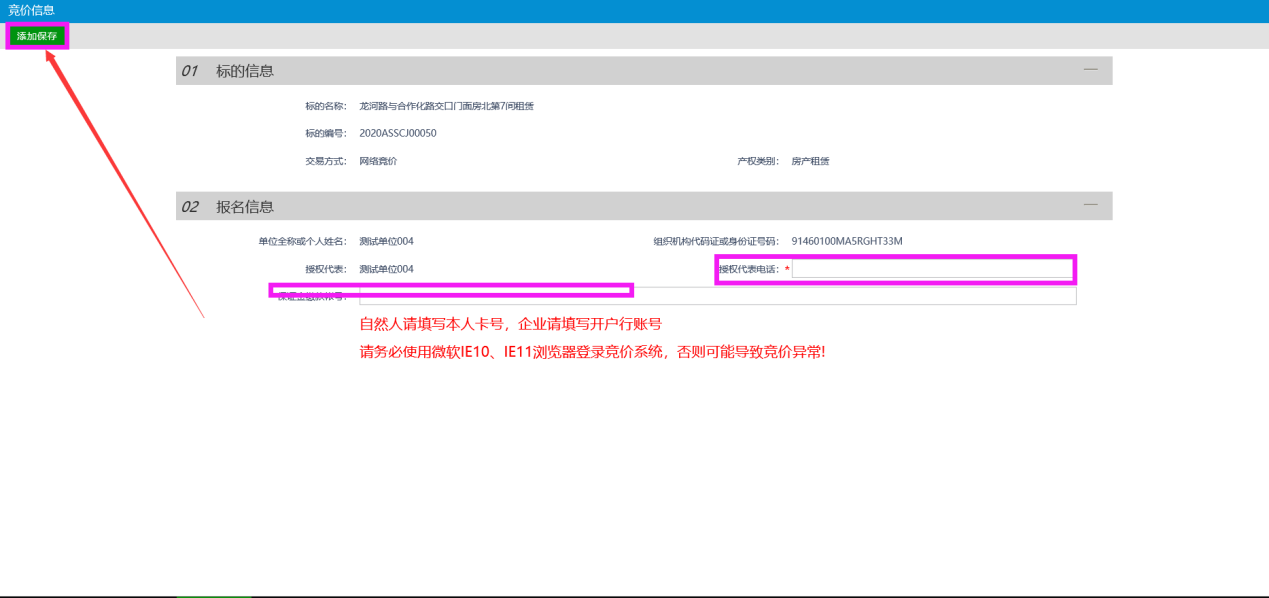 竞价信息
添加保存
01 标的信息
标的名称： 龙河路与合作化路交口门面房北第7间租赁
标的编号： 2020ASSCJ00050
交易方式： 网络竞价 产权类别： 房产租赁
02 报名信息
单位全称或个人姓名： 测试单位004 组织机构代码证或身份证号码： 91460100MA5RGHT33M
授权代表： 测试单位004 授权代表电话： *
自然人请填写本人卡号，企业请填写开户行账号
请务必使用微软IE10、IE11浏览器登录竞价系统，否则可能导致竞价异常!